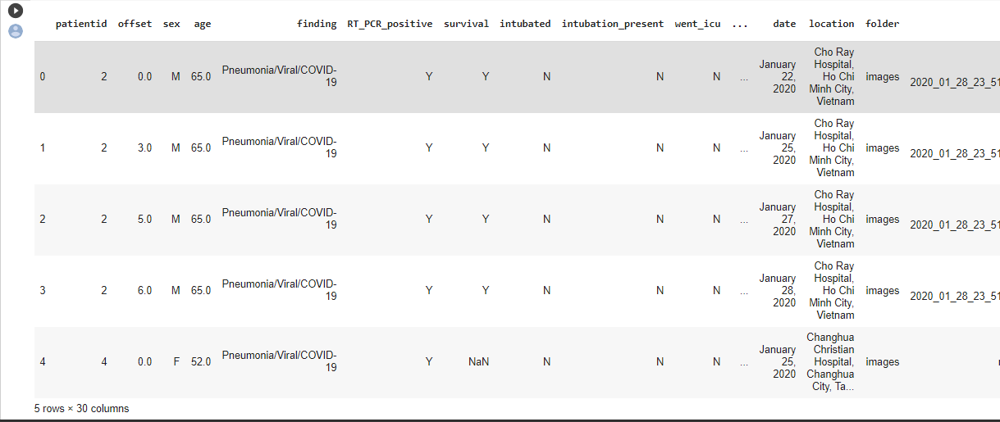 patientid offset sex age finding RT_PCR_positive survival intubated intubation_present went_icu ... date location folder
0 2 0.0 M 65.0 Pneumonia/Viral/COVID-19 Y Y N N N ... January 22, 2020 Cho Ray Hospital, Ho Chi Minh City, Vietnam images 2020_01_28_23_51
1 2 3.0 M 65.0 Pneumonia/Viral/COVID-19 Y Y N N N ... January 25, 2020 Cho Ray Hospital, Ho Chi Minh City, Vietnam images 2020_01_28_23_51
2 2 5.0 M 65.0 Pneumonia/Viral/COVID-19 Y Y N N N ... January 27, 2020 Cho Ray Hospital, Ho Chi Minh City, Vietnam images 2020_01_28_23_51
3 2 6.0 M 65.0 Pneumonia/Viral/COVID-19 Y Y N N N ... January 28, 2020 Cho Ray Hospital, Ho Chi Minh City, Vietnam images 2020_01_28_23_51
4 4 0.0 F 52.0 Pneumonia/Viral/COVID-19 Y NaN N N N ... January 25, 2020 Changhua Christian Hospital, Changhua City, Ta... images
5 rows × 30 columns